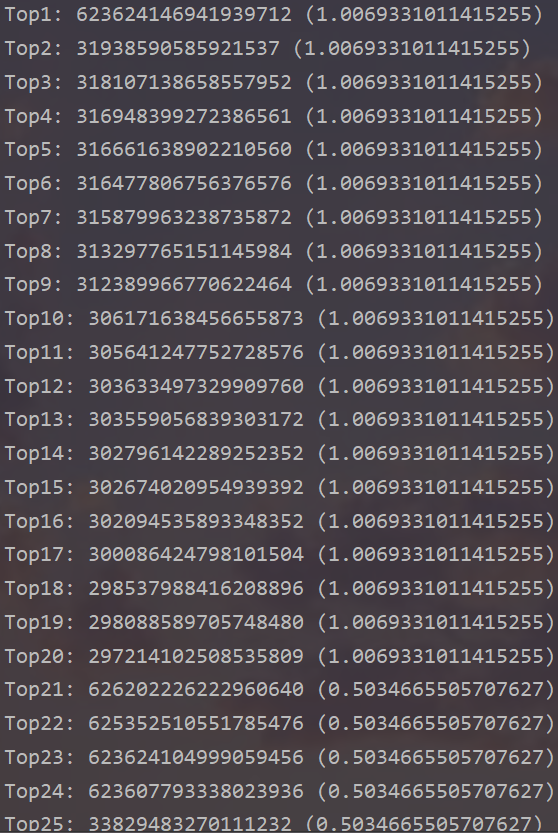 Top1: 623624146941939712 (1.0069331011415255)
Top2: 31938590585921537 (1.0069331011415255)
Top3: 318107138658557952 (1.0069331011415255)
Top4: 316948399272386561 (1.0069331011415255)
Top5: 316661638902210560 (1.0069331011415255)
Top6: 316477806756376576 (1.0069331011415255)
Top7: 315879963238735872 (1.0069331011415255)
Top8: 313297765151145984 (1.0069331011415255)
Top9: 312389966770622464 (1.0069331011415255)
Top10: 306171638456655873 (1.0069331011415255)
Top11: 305641247752728576 (1.0069331011415255)
Top12: 303633497329909760 (1.0069331011415255)
Top13: 303559056839303172 (1.0069331011415255)
Top14: 302796142289252352 (1.0069331011415255)
Top15: 302674020954939392 (1.0069331011415255)
Top16: 302094535893348352 (1.0069331011415255)
Top17: 300086424798101504 (1.0069331011415255)
Top18: 298537988416208896 (1.0069331011415255)
Top19: 298088589705748480 (1.0069331011415255)
Top20: 297214102508535809 (1.0069331011415255)
Top21: 626202226222960640 (0.5034665505707627)
Top22: 625352510551785476 (0.5034665505707627)
Top23: 623624104999059456 (0.5034665505707627)
Top24: 623607793338023936 (0.5034665505707627)
Top25: 33829483270111232 (0.5034665505707627)